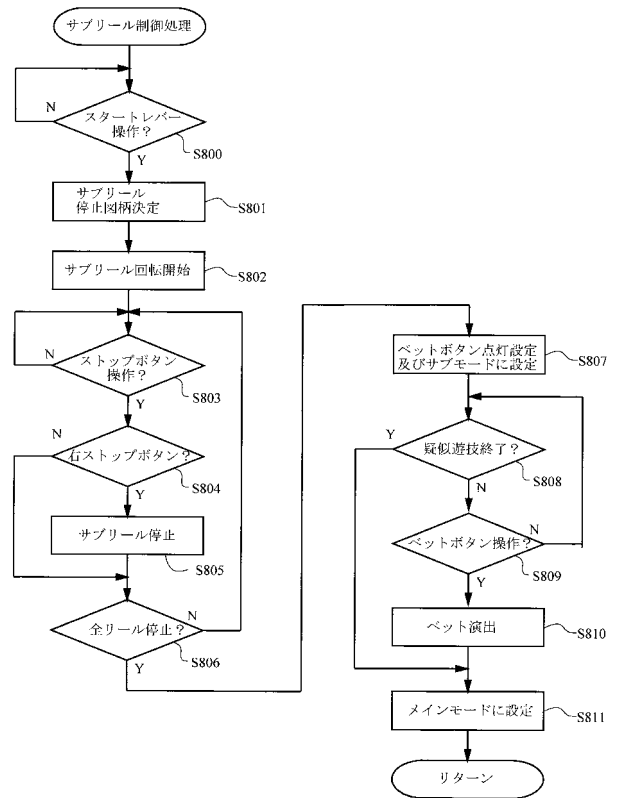 サブリール制御処理
N
スタートレバー
操作？
S800
Y
サブリール
停止図柄決定
S801
サブリール回転開始
S802
N
ストップボタン
操作？
S803
Y
N
右ストップボタン？
S804
Y
サブリール停止
S805
全リール停止？
N
S806
Y
ベットボタン点灯設定
及びサブモードに設定
S807
Y
疑似遊技終了？
S808
N
ベットボタン操作？
N
S809
Y
ベット演出
S810
メインモードに設定
S811
リターン